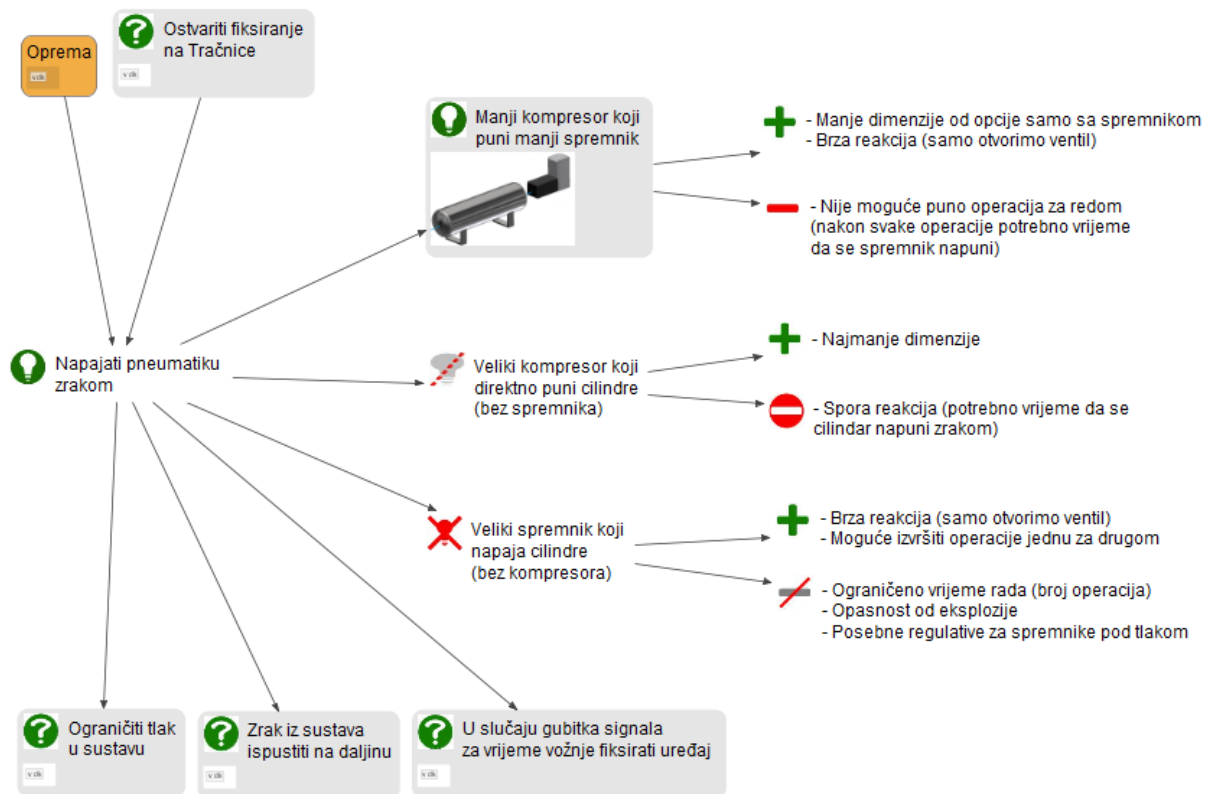 Oprema
v.dk
Ostvariti fiksiranje
na Tračnice
v dk
Manji kompresor koji
puni manji spremnik
- Manje dimenzije od opcije samo sa spremnikom
- Brza reakcija (samo otvorimo ventil)
- Nije moguće puno operacija za redom
(nakon svake operacije potrebno vrijeme
da se spremnik napuni)
Napajati pneumatiku
zrakom
Veliki kompresor koji
direktno puni cilindre
(bez spremnika)
- Najmanje dimenzije
- Spora reakcija (potrebno vrijeme da se
cilindar napuni zrakom)
Veliki spremnik koji
napaja cilindre
(bez kompresora)
- Brza reakcija (samo otvorimo ventil)
- Moguće izvršiti operacije jednu za drugom
- Ograničeno vrijeme rada (broj operacija)
- Opasnost od eksplozije
- Posebne regulative za spremnike pod tlakom
Ograničiti tlak
u sustavu
v dk
Zrak iz sustava
ispustiti na daljinu
v dk
U slučaju gubitka signala
za vrijeme vožnje fiksirati uređaj
v dk